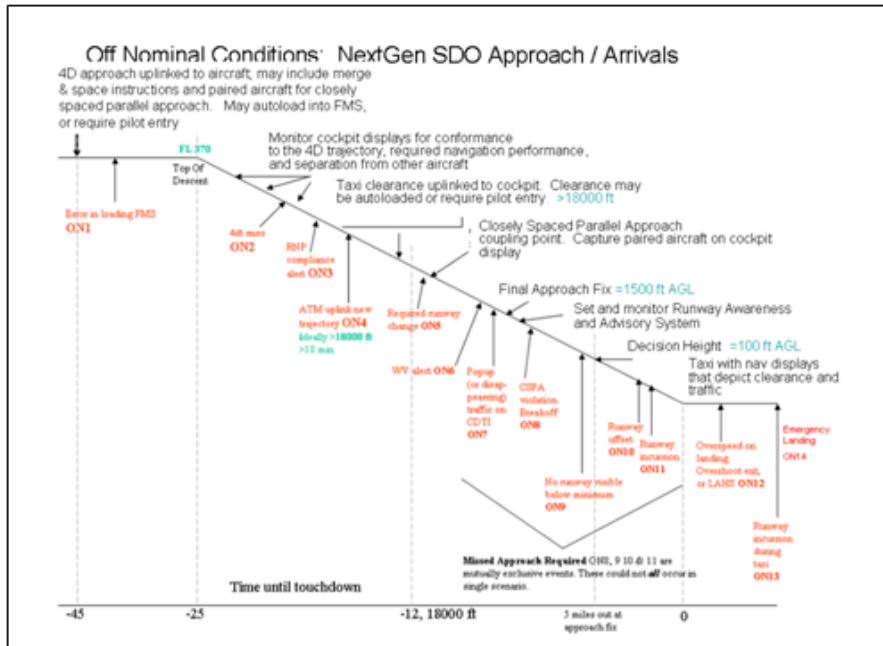 Off Nominal Conditions: NextGen SDO Approach / Arrivals
4D approach uplinked to aircraft; may include merge
& space instructions and paired aircraft for closely
spaced parallel approach. May autoload into FMS,
or require pilot entry
FL 370
Top Of
Descent
Monitor cockpit displays for conformance
to the 4D trajectory, required navigation performance,
and separation from other aircraft
Taxi clearance uplinked to cockpit. Clearance may
be autoloaded or require pilot entry. >18000 ft
Closely Spaced Parallel Approach
coupling point. Capture paired aircraft on cockpit
display
Final Approach Fix =1500 ft AGL
Set and monitor Runway Awareness
and Advisory System
Decision Height =100 ft AGL
Taxi with nav displays
that depict clearance and
traffic
Error in loading FMS
ON1
4dt miss
ON2
RNP
compliance
alert ON3
ATM uplink new
trajectory ON4
Ideally >18000 ft
>18 min.
Required runway
change ON5
WV alert ON6
Popup
(or disap-
pearing)
traffic on
CDTI
ON7
CSPA
violation.
Breakoff
ON8
No runway visible
below minimum.
ON9
Runway
offset
ON10
Runway
incursion
ON11
Overspeed on
landing,
Overshoot exit,
or LAHS ON12
Emergency
Landing
ON14
Runway
incursion
during
taxi
ON13
Missed Approach Required ON8, 9 10 & 11 are
mutually exclusive events. These could not all occur in
single scenario.
Time until touchdown
-45
-25
-12, 18000 ft
5 miles out at
approach fix
0